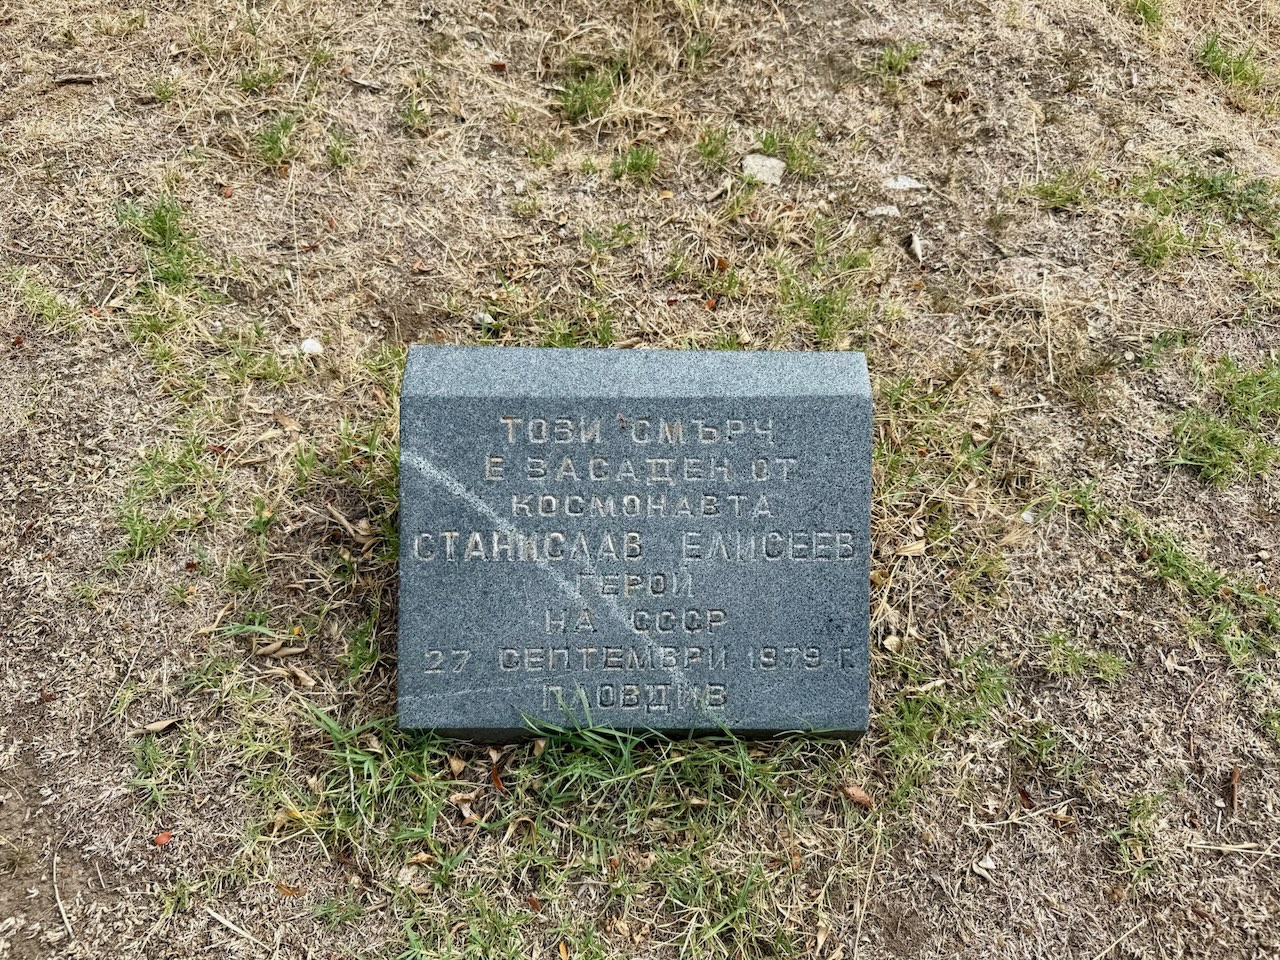 ТОЗИ СМЪРЧ
Е ЗАСАДЕН ОТ
КОСМОНАВТА
СТАНИСЛАВ ЕЛИСЕЕВ
ГЕРОЙ
НА СССР
27 СЕПТЕМВРИ 1979 Г.
ПЛОВДИВ